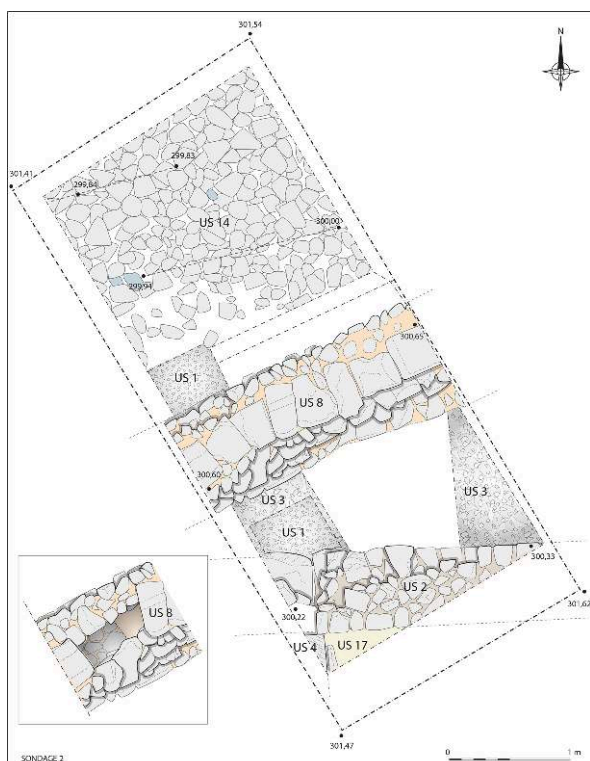 301,54
N
301,41
299,83
299,84
US 14
300,00
299,94
300,65
US 1
US 8
300,60
US 3
US 3
US 1
300,33
US 2
301,62
US 8
300,22
US 4
US 17
301,47
0
1 m
SONDAGE 2